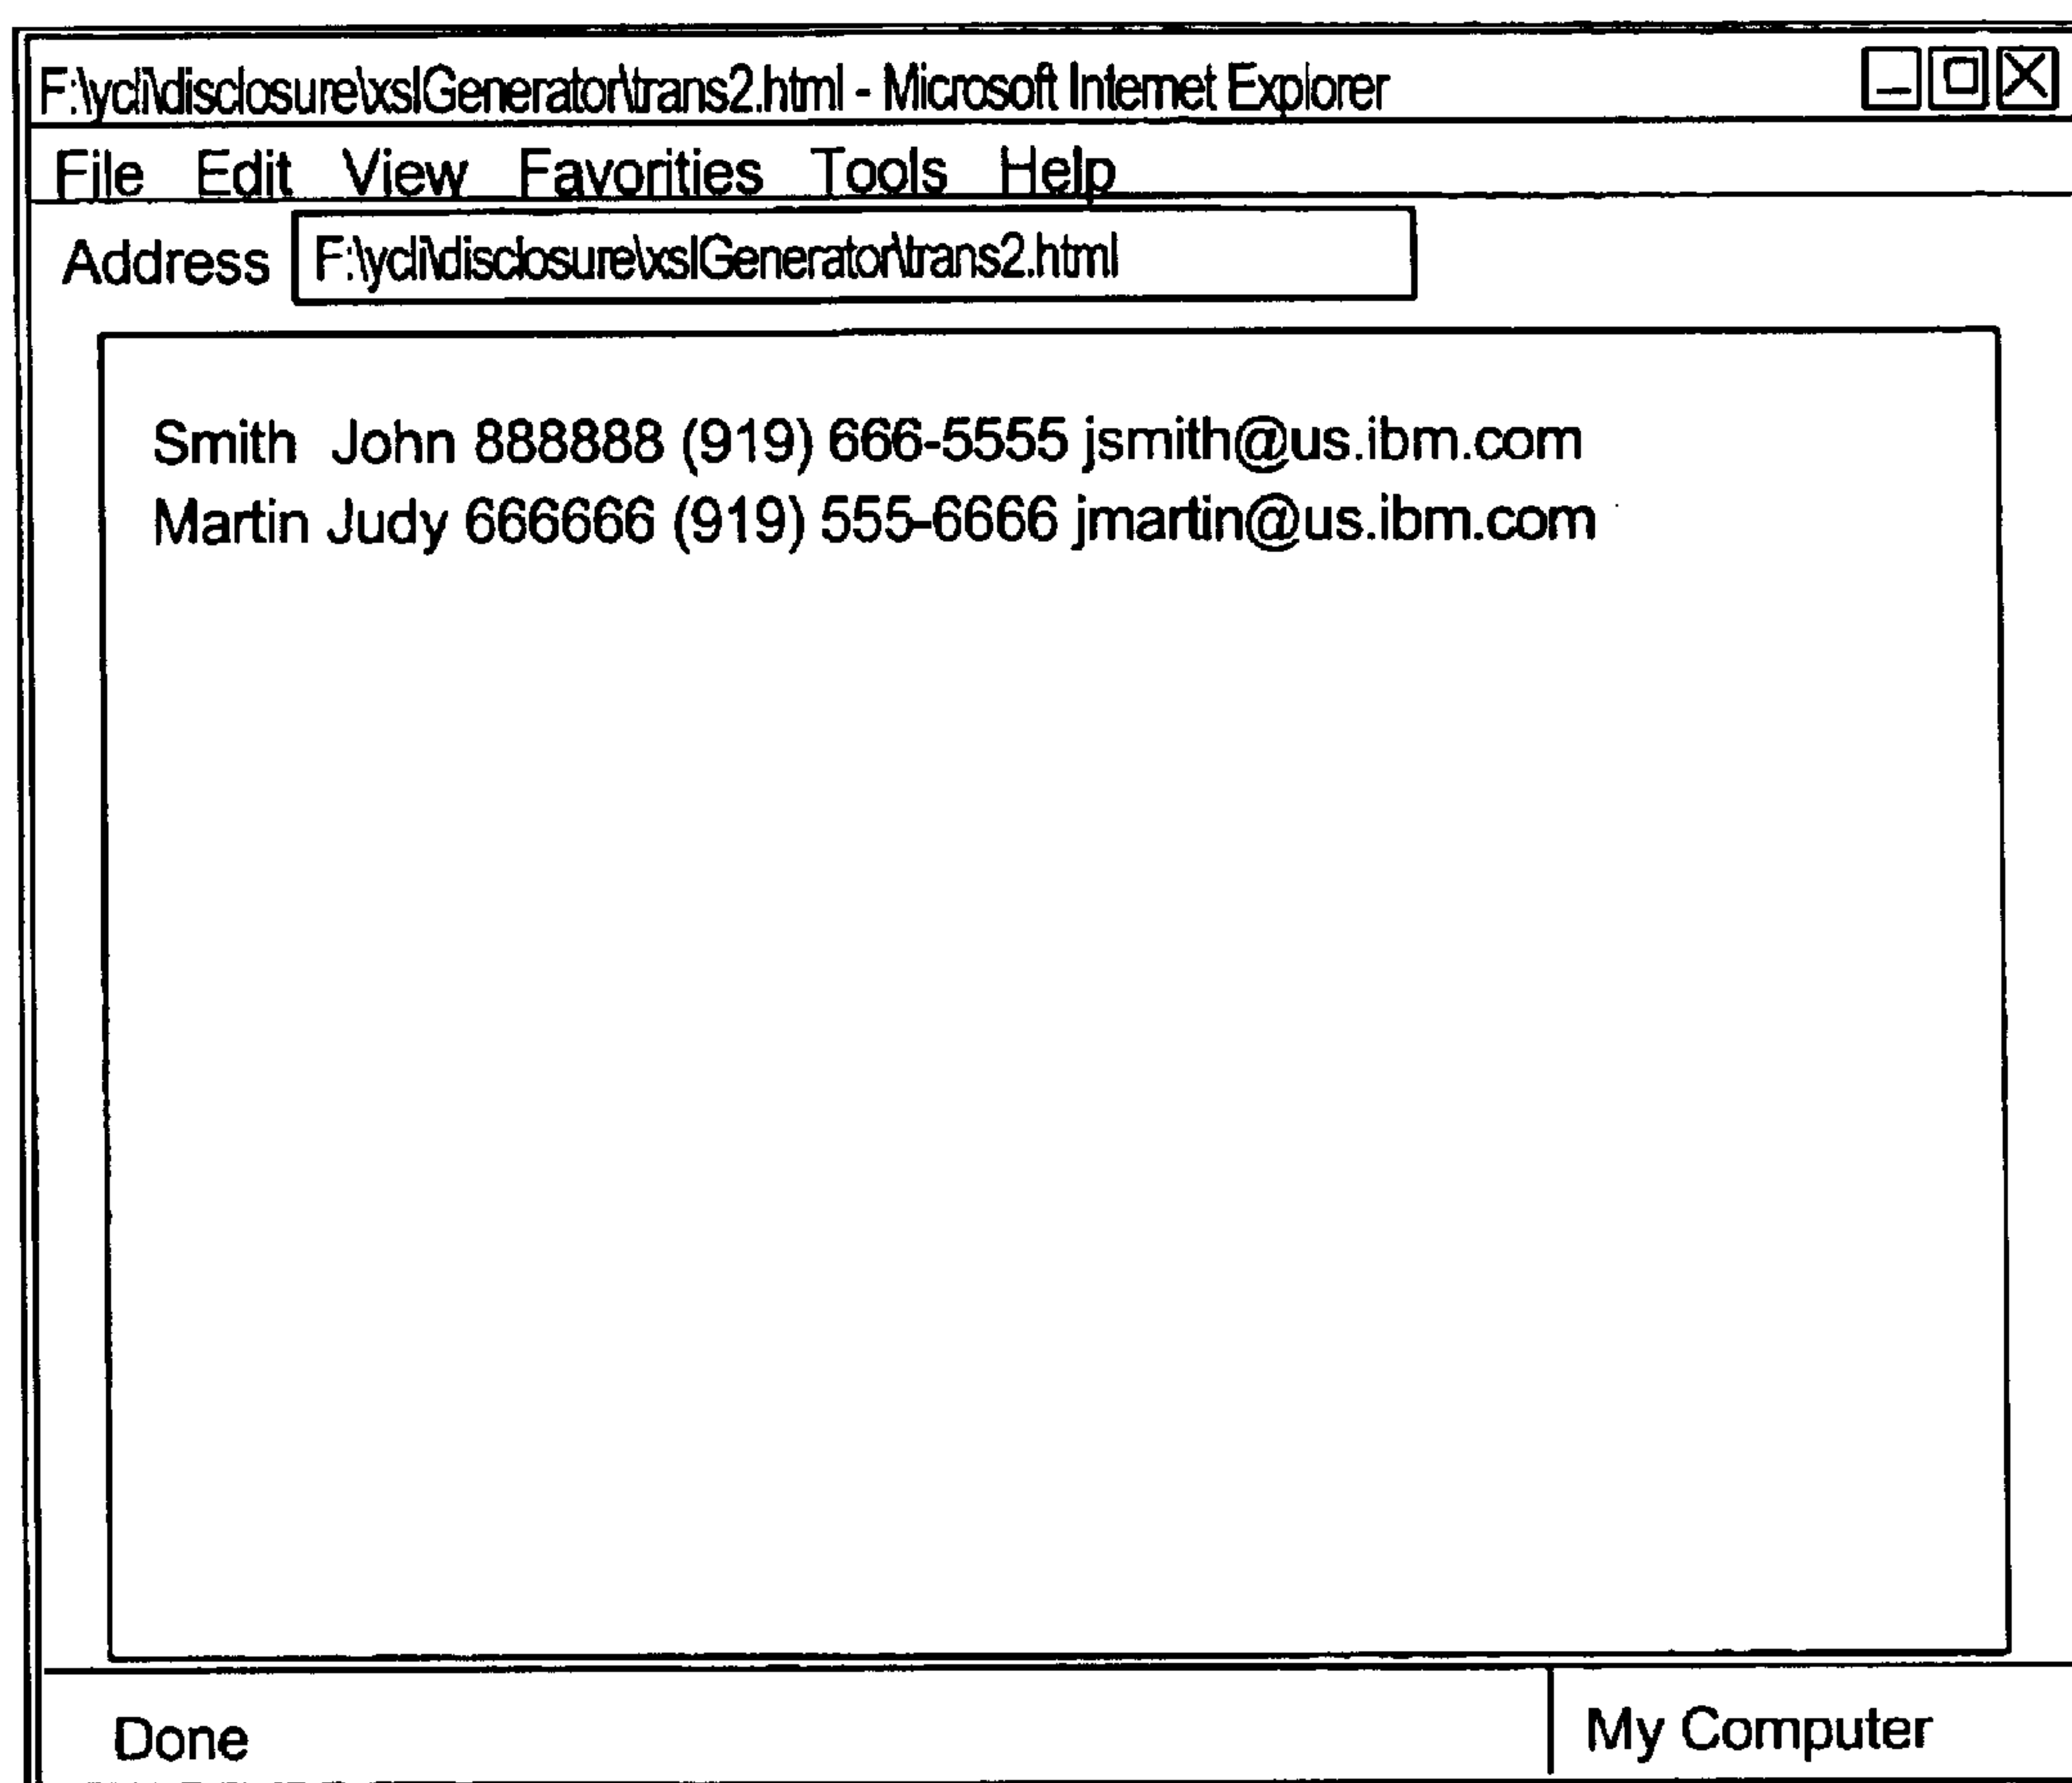 F:\ycli\disclosure\xslGenerator\trans2.html - Microsoft Internet Explorer
File Edit View Favorities Tools Help
Address F:\ycli\disclosure\xslGenerator\trans2.html
Smith John 888888 (919) 666-5555 jsmith@us.ibm.com
Martin Judy 666666 (919) 555-6666 jmartin@us.ibm.com
Done My Computer